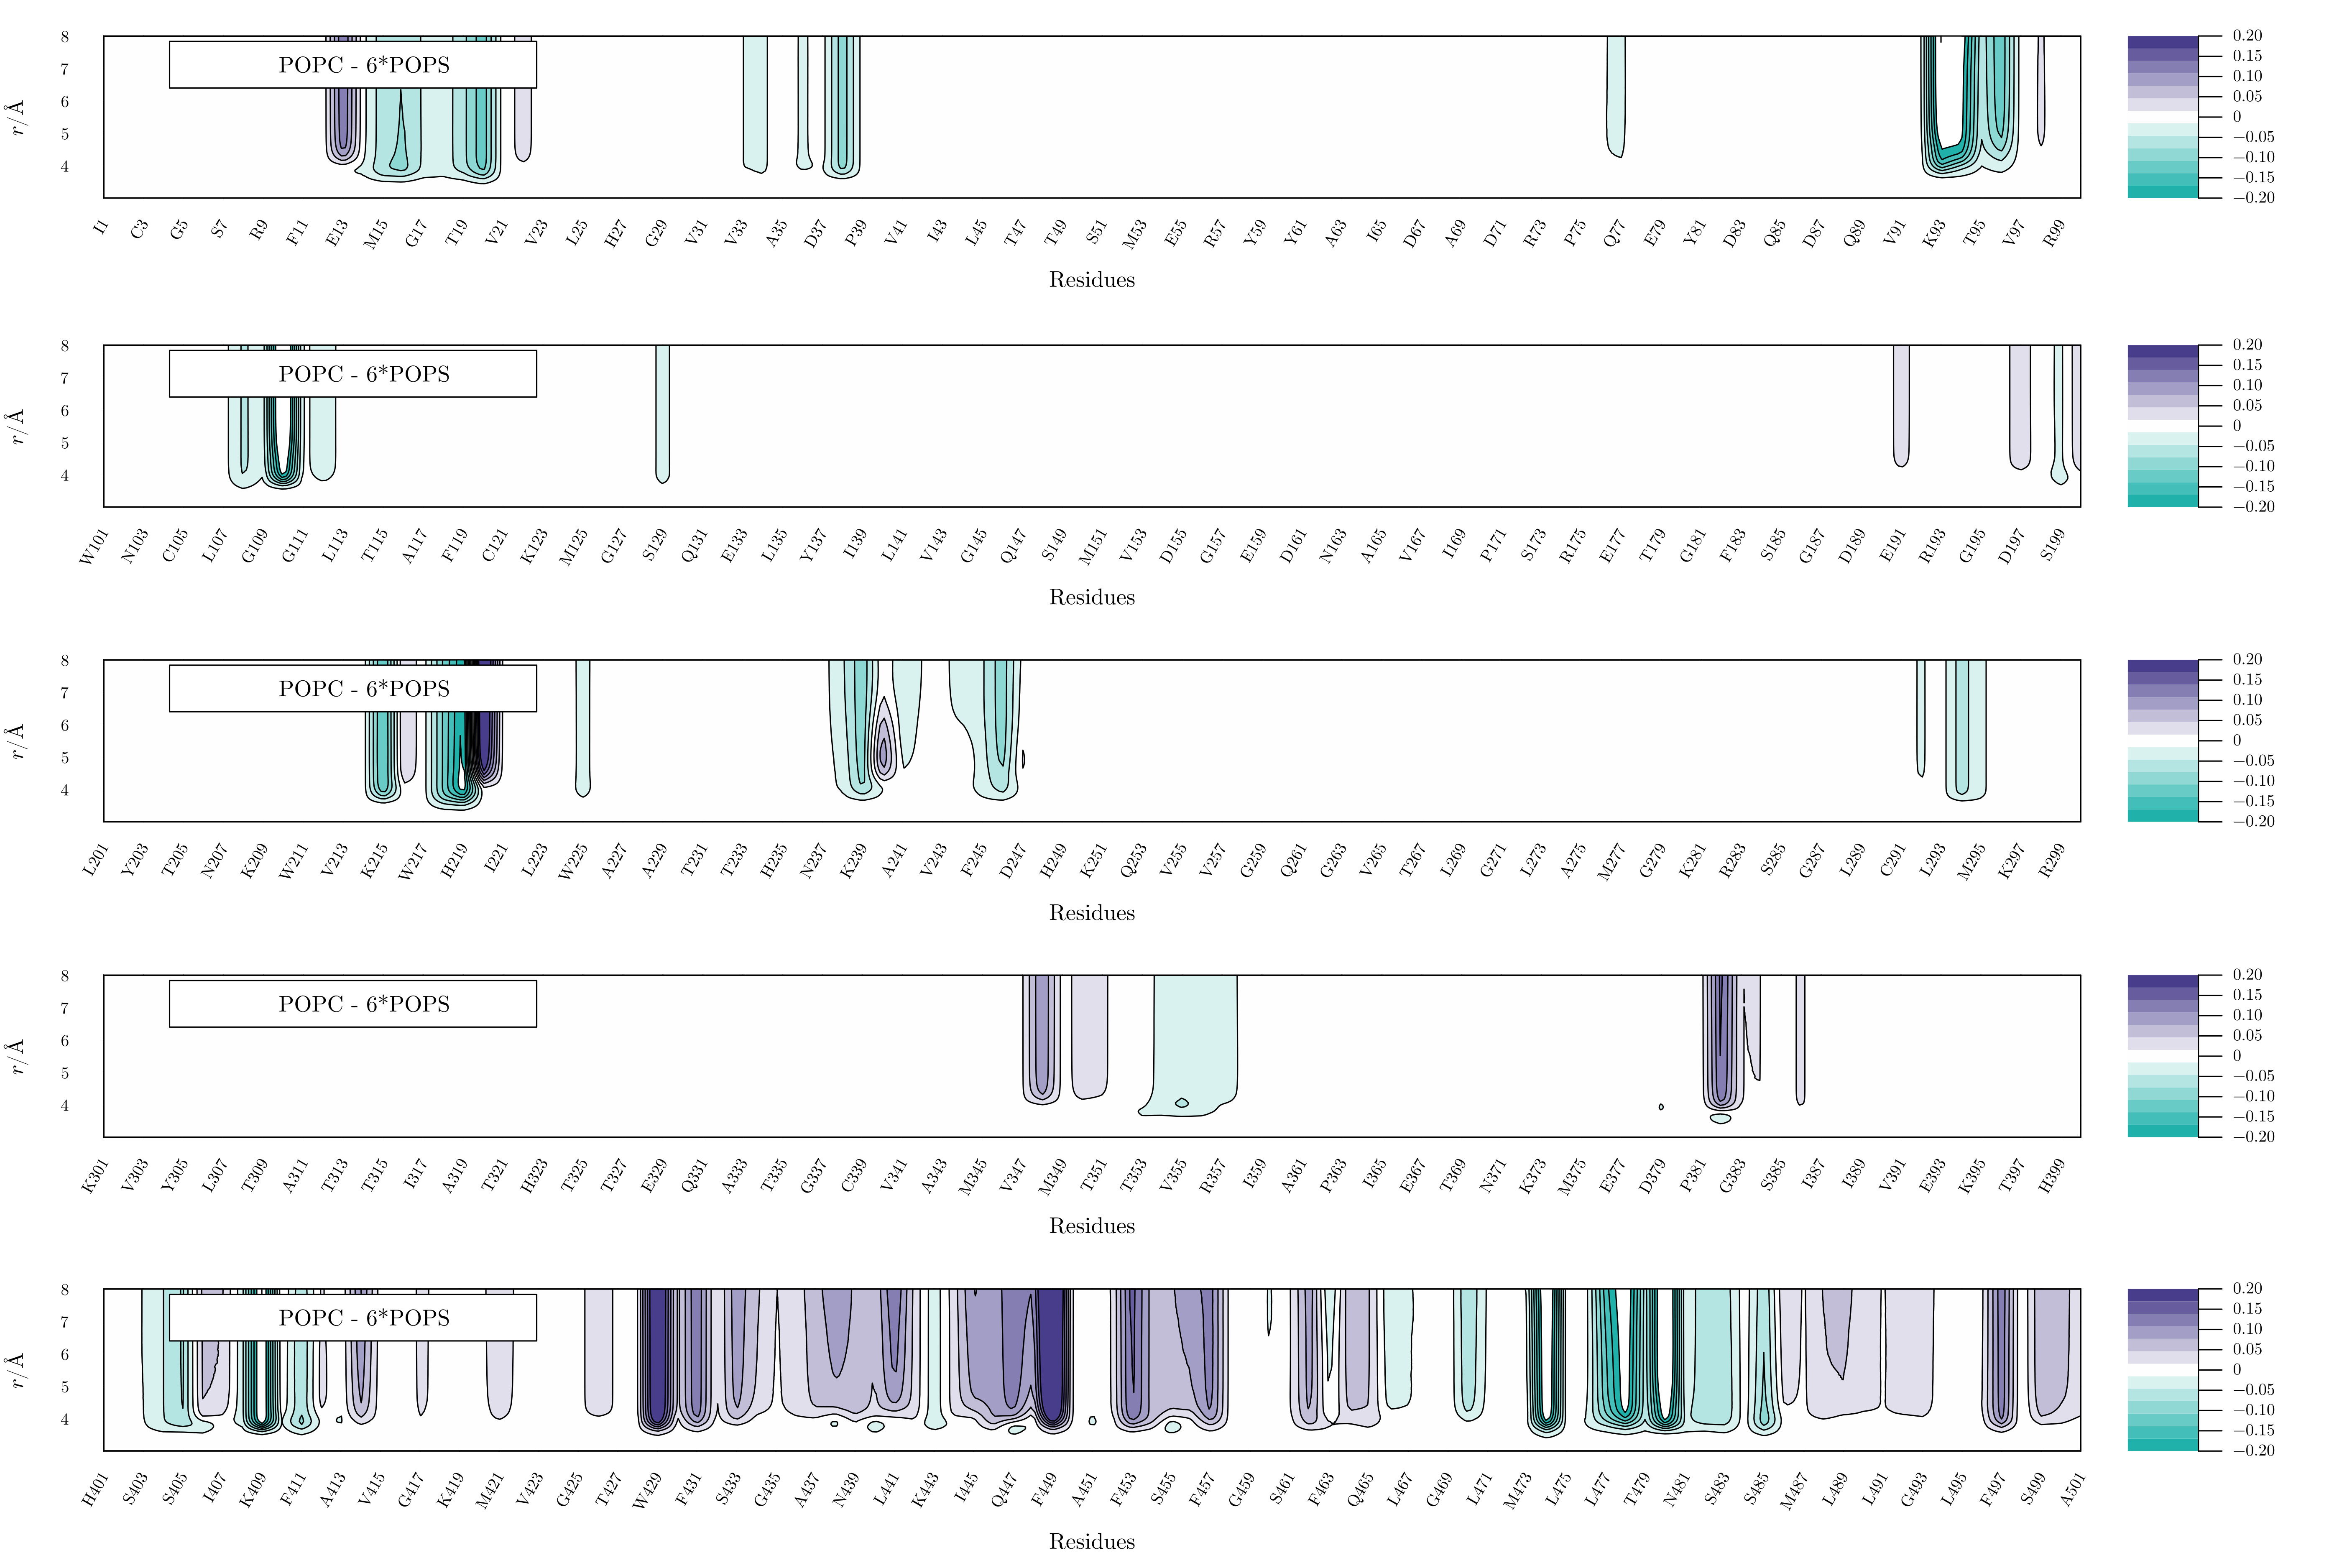 8 7 6 5 4
r/Å
POPC - 6*POPS
0.20 0.15 0.10 0.05 0 −0.05 −0.10 −0.15 −0.20
I1 C3 G5 S7 R9 F11 E13 M15 G17 T19 V21 V23 L25 H27 G29 V31 V33 A35 D37 P39 V41 I43 L45 T47 T49 S51 M53 E55 R57 Y59 Y61 A63 I65 D67 A69 D71 R73 P75 Q77 E79 Y81 D83 Q85 D87 Q89 V91 K93 T95 V97 R99
Residues
8 7 6 5 4
r/Å
POPC - 6*POPS
0.20 0.15 0.10 0.05 0 −0.05 −0.10 −0.15 −0.20
W101 N103 C105 L107 G109 G111 L113 T115 A117 F119 C121 K123 M125 G127 S129 Q131 E133 L135 Y137 I139 L141 V143 G145 Q147 S149 M151 V153 D155 G157 E159 D161 N163 A165 V167 I169 P171 S173 R175 E177 T179 G181 F183 S185 G187 D189 E191 R193 G195 D197 S199
Residues
8 7 6 5 4
r/Å
POPC - 6*POPS
0.20 0.15 0.10 0.05 0 −0.05 −0.10 −0.15 −0.20
L201 Y203 T205 N207 K209 W211 V213 K215 W217 H219 I221 L223 W225 A227 A229 T231 T233 H235 N237 K239 A241 V243 F245 D247 H249 K251 Q253 V255 V257 G259 Q261 G263 V265 T267 L269 G271 L273 A275 M277 G279 K281 R283 S285 G287 L289 C291 L293 M295 K297 R299
Residues
8 7 6 5 4
r/Å
POPC - 6*POPS
0.20 0.15 0.10 0.05 0 −0.05 −0.10 −0.15 −0.20
K301 V303 Y305 L307 T309 A311 T313 T315 I317 A319 T321 H323 T325 T327 E329 Q331 A333 T335 G337 C339 V341 A343 M345 V347 M349 T351 T353 V355 R357 I359 A361 P363 I365 E367 T369 N371 K373 M375 E377 D379 P381 G383 S385 I387 I389 V391 E393 K395 T397 H399
Residues
8 7 6 5 4
r/Å
POPC - 6*POPS
0.20 0.15 0.10 0.05 0 −0.05 −0.10 −0.15 −0.20
H401 S403 S405 I407 K409 F411 A413 V415 G417 K419 M421 V423 G425 T427 W429 F431 S433 G435 A437 N439 L441 K443 I445 Q447 F449 A451 F453 S455 F457 G459 S461 F463 Q465 L467 G469 L471 M473 L475 L477 T479 N481 S483 S485 M487 L489 L491 G493 L495 F497 S499 A501
Residues